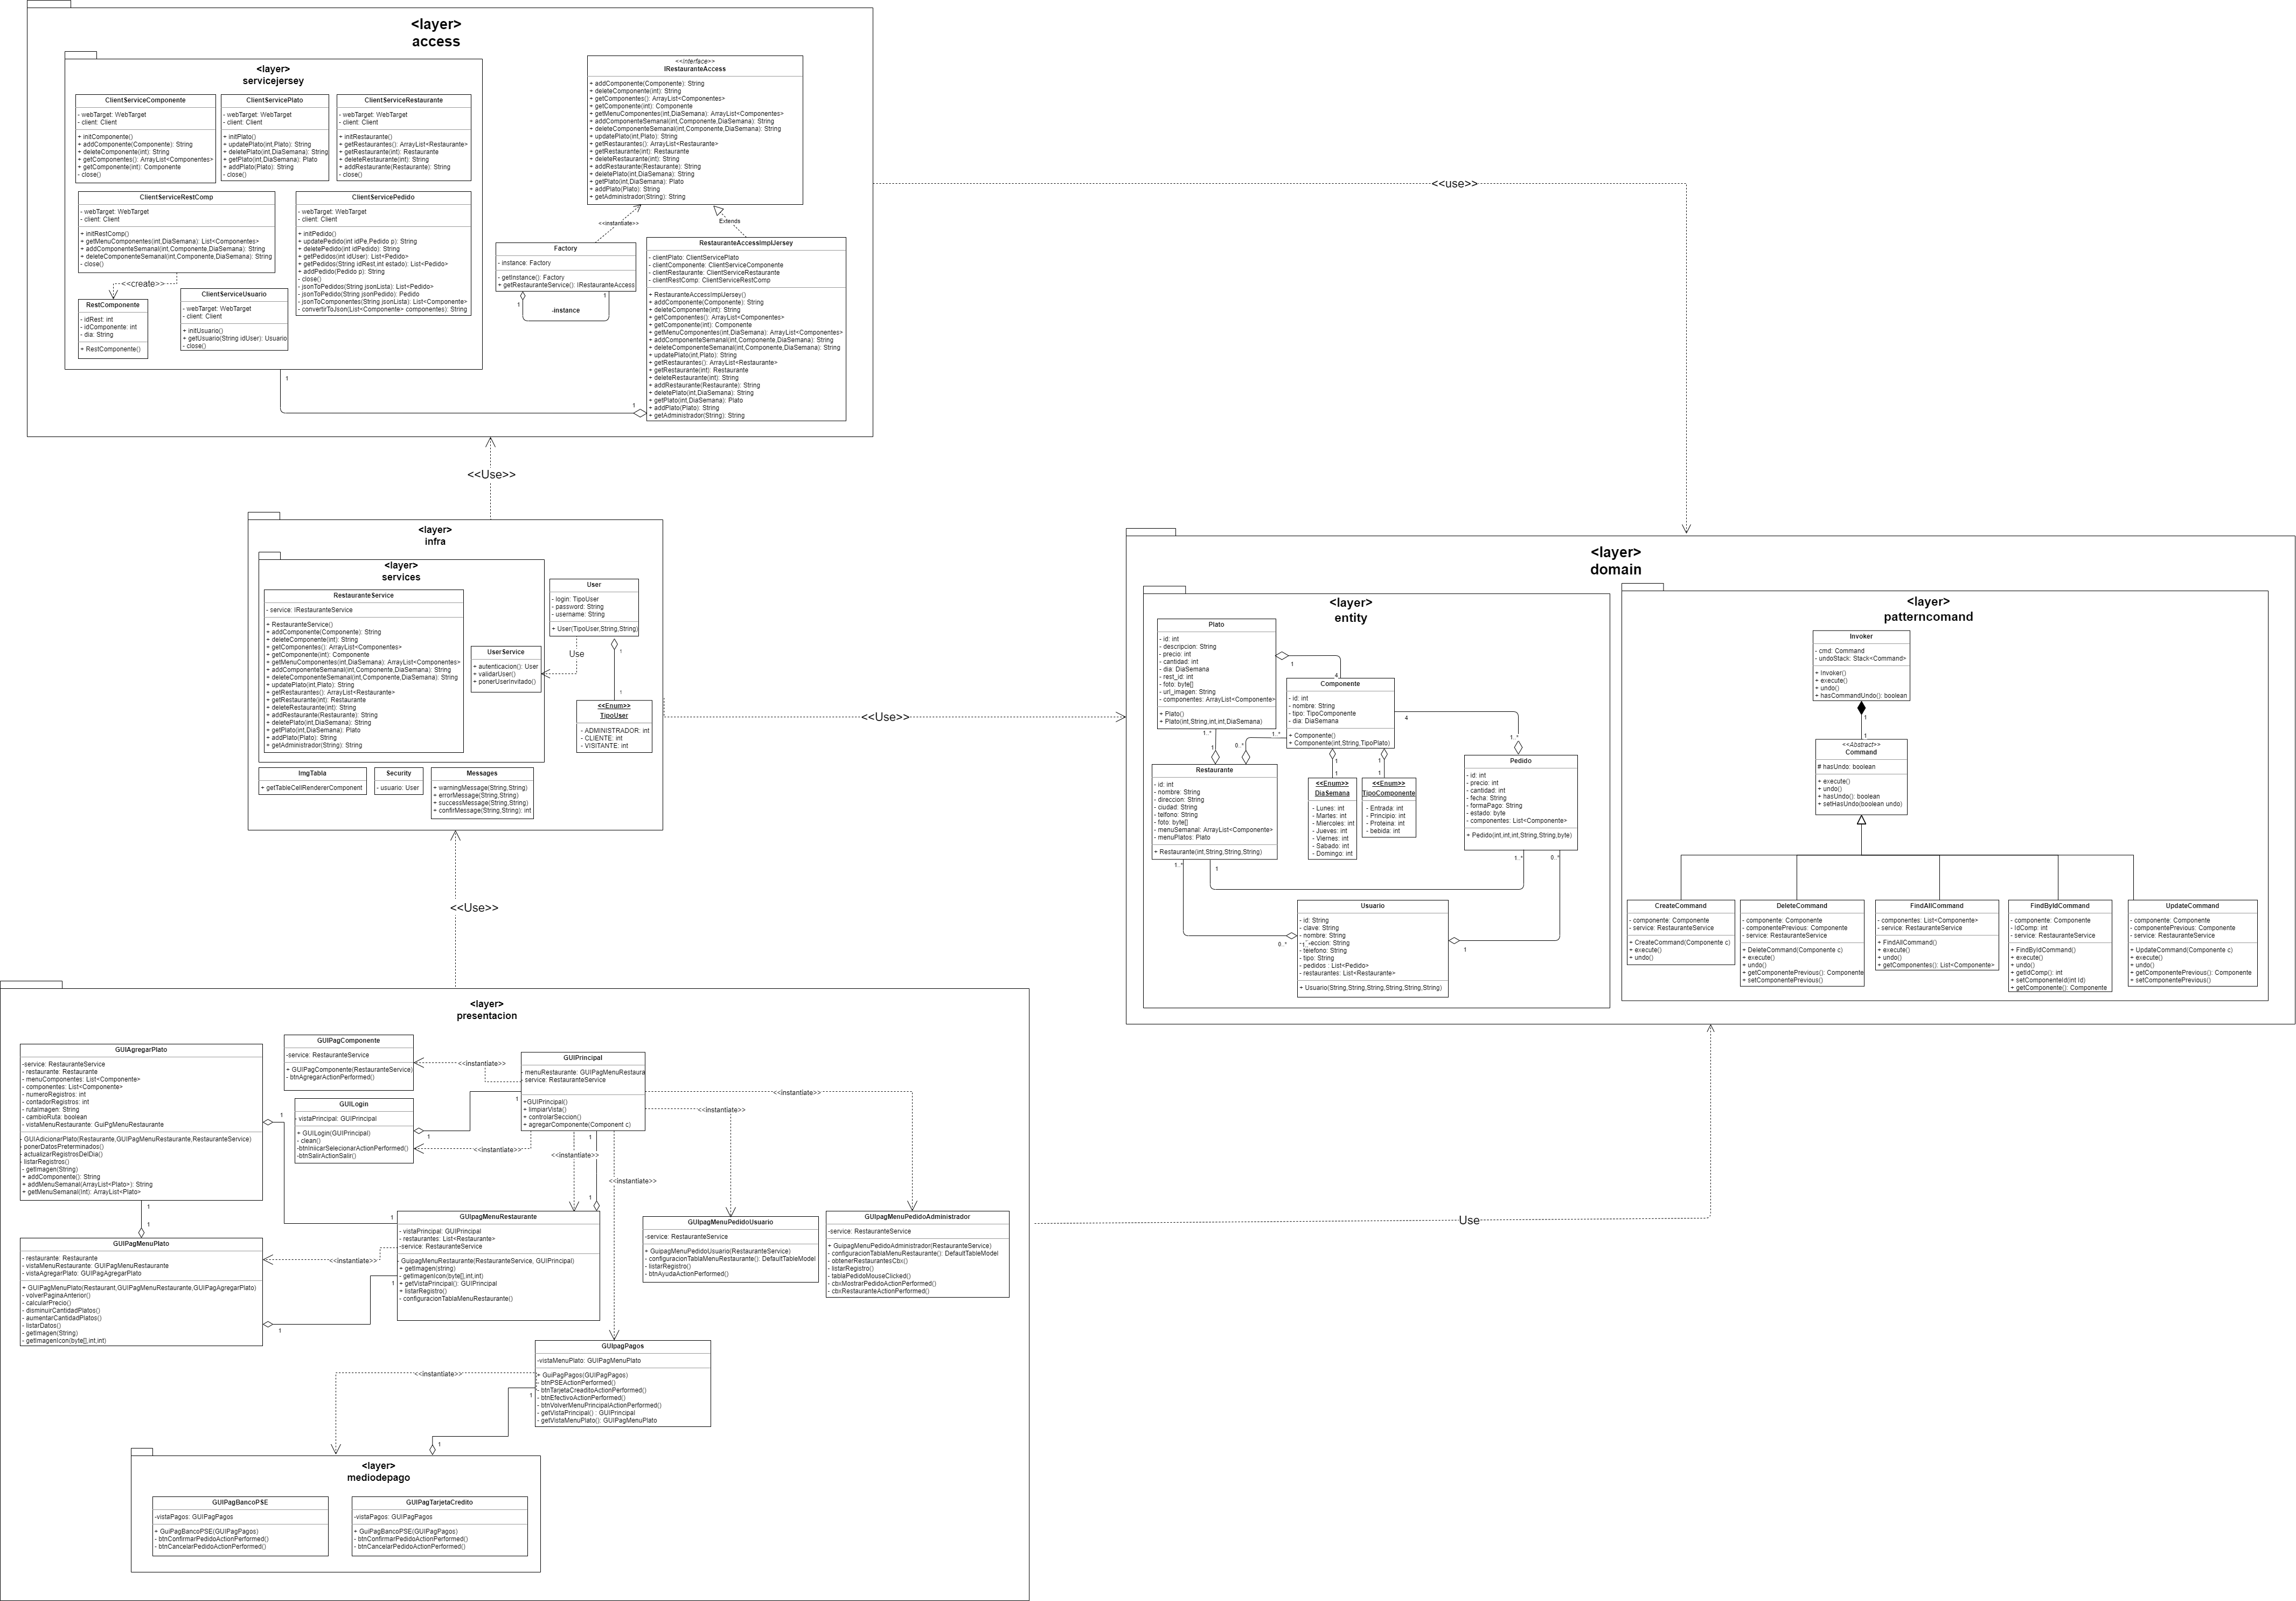 <layer>
access
<layer>
servicejersey
ClientServiceComponente
- webTarget: WebTarget
- client: Client
+ initComponente()
+ addComponente(Componente): String
+ deleteComponente(int): String
+ getComponentes(): ArrayList<Componentes>
+ getComponente(int): Componente
- close()
ClientServicePlato
- webTarget: WebTarget
- client: Client
+ initPlato()
+ updatePlato(int,Plato): String
+ deletePlato(int,DiaSemana): String
+ getPlato(int,DiaSemana): Plato
+ addPlato(Plato): String
- close()
ClientServiceRestaurante
- webTarget: WebTarget
- client: Client
+ initRestaurante()
+ getRestaurantes(): ArrayList<Restaurante>
+ getRestaurante(int): Restaurante
+ deleteRestaurante(int): String
+ addRestaurante(Restaurante): String
- close()
ClientServiceRestComp
- webTarget: WebTarget
- client: Client
+ initRestComp()
+ getMenuComponentes(int,DiaSemana): List<Componentes>
+ addComponenteSemanal(int,Componente,DiaSemana): String
+ deleteComponenteSemanal(int,Componente,DiaSemana): String
- close()
ClientServicePedido
- webTarget: WebTarget
- client: Client
+ initPedido()
+ updatePedido(int idPe,Pedido p): String
+ deletePedido(int idPedido): String
+ getPedidos(int idUser): List<Pedido>
+ getPedidos(String idRest,int estado): List<Pedido>
+ addPedido(Pedido p): String
- close()
- jsonToPedidos(String jsonLista): List<Pedido>
- jsonToPedido(String jsonPedido): Pedido
- jsonToComponentes(String jsonLista): List<Componente>
- convertirToJson(List<Componente> componentes): String
<<create>>
RestComponente
- idRest: int
- idComponente: int
- dia: String
+ RestComponente()
ClientServiceUsuario
- webTarget: WebTarget
- client: Client
+ initUsuario()
+ getUsuario(String idUser): Usuario
- close()
<<interface>>
IRestauranteAccess
+ addComponente(Componente): String
+ deleteComponente(int): String
+ getComponentes(): ArrayList<Componentes>
+ getComponente(int): Componente
+ getMenuComponentes(int,DiaSemana): ArrayList<Componentes>
+ addComponenteSemanal(int,Componente,DiaSemana): String
+ deleteComponenteSemanal(int,Componente,DiaSemana): String
+ updatePlato(int,Plato): String
+ getRestaurantes(): ArrayList<Restaurante>
+ getRestaurante(int): Restaurante
+ deleteRestaurante(int): String
+ addRestaurante(Restaurante): String
+ deletePlato(int,DiaSemana): String
+ getPlato(int,DiaSemana): Plato
+ addPlato(Plato): String
+ getAdministrador(String): String
<<instantiate>>
Extends
Factory
- instance: Factory
- getInstance(): Factory
+ getRestauranteService(): IRestauranteAccess
1
1
-instance
RestauranteAccessImplJersey
- clientPlato: ClientServicePlato
- clientComponente: ClientServiceComponente
- clientRestaurante: ClientServiceRestaurante
- clientRestComp: ClientServiceRestComp
+ RestauranteAccessImplJersey()
+ addComponente(Componente): String
+ deleteComponente(int): String
+ getComponentes(): ArrayList<Componentes>
+ getComponente(int): Componente
+ getMenuComponentes(int,DiaSemana): ArrayList<Componentes>
+ addComponenteSemanal(int,Componente,DiaSemana): String
+ deleteComponenteSemanal(int,Componente,DiaSemana): String
+ updatePlato(int,Plato): String
+ getRestaurantes(): ArrayList<Restaurante>
+ getRestaurante(int): Restaurante
+ deleteRestaurante(int): String
+ addRestaurante(Restaurante): String
+ deletePlato(int,DiaSemana): String
+ getPlato(int,DiaSemana): Plato
+ addPlato(Plato): String
+ getAdministrador(String): String
1
1
<<use>>
<<Use>>
<layer>
infra
<layer>
services
RestauranteService
- service: IRestauranteService
+ RestauranteService()
+ addComponente(Componente): String
+ deleteComponente(int): String
+ getComponentes(): ArrayList<Componentes>
+ getComponente(int): Componente
+ getMenuComponentes(int,DiaSemana): ArrayList<Componentes>
+ addComponenteSemanal(int,Componente,DiaSemana): String
+ deleteComponenteSemanal(int,Componente,DiaSemana): String
+ updatePlato(int,Plato): String
+ getRestaurantes(): ArrayList<Restaurante>
+ getRestaurante(int): Restaurante
+ deleteRestaurante(int): String
+ addRestaurante(Restaurante): String
+ deletePlato(int,DiaSemana): String
+ getPlato(int,DiaSemana): Plato
+ addPlato(Plato): String
+ getAdministrador(String): String
UserService
+ autenticacion(): User
+ validarUser()
+ ponerUserInvitado()
User
- login: TipoUser
- password: String
- username: String
+ User(TipoUser,String,String)
Use
1
1
<<Enum>>
TipoUser
- ADMINISTRADOR: int
- CLIENTE: int
- VISITANTE: int
ImgTabla
+ getTableCellRendererComponent
Security
- usuario: User
Messages
+ warningMessage(String,String)
+ errorMessage(String,String)
+ successMessage(String,String)
+ confirMessage(String,String): int
<<Use>>
<<Use>>
<layer>
domain
<layer>
entity
Plato
- id: int
- descripcion: String
- precio: int
- cantidad: int
- dia: DiaSemana
- rest_id: int
- foto: byte[]
- url_imagen: String
- componentes: ArrayList<Componente>
+ Plato()
+ Plato(int,String,int,int,DiaSemana)
1
4
Componente
- id: int
- nombre: String
- tipo: TipoComponente
- dia: DiaSemana
+ Componente()
+ Componente(int,String,TipoPlato)
4
1..*
1..*
1
0..*
1..*
Restaurante
- id: int
- nombre: String
- direccion: String
- ciudad: String
- telfono: String
- foto: byte[]
- menuSemanal: ArrayList<Componente>
- menuPlatos: Plato
+ Restaurante(int,String,String,String)
1
1
1
1
<<Enum>>
DiaSemana
- Lunes: int
- Martes: int
- Miercoles: int
- Jueves: int
- Viernes: int
- Sabado: int
- Domingo: int
<<Enum>>
TipoComponente
- Entrada: int
- Principio: int
- Proteina: int
- bebida: int
Pedido
- id: int
- precio: int
- cantidad: int
- fecha: String
- formaPago: String
- estado: byte
- componentes: List<Componente>
+ Pedido(int,int,int,String,String,byte)
1..*
1
1..*
0..*
Usuario
- id: String
- clave: String
- nombre: String
- telefono: String
- tipo: String
- pedidos : List<Pedido>
- restaurantes: List<Restaurante>
+ Usuario(String,String,String,String,String,String)
0..*
1
<layer>
patterncomand
Invoker
- cmd: Command
- undoStack: Stack<Command>
+ Invoker()
+ execute()
+ undo()
+ hasCommandUndo(): boolean
1
1
<<Abstract>>
Command
# hasUndo: boolean
+ execute()
+ undo()
+ hasUndo(): boolean
+ setHasUndo(boolean undo)
CreateCommand
- componente: Componente
- service: RestauranteService
+ CreateCommand(Componente c)
+ execute()
+ undo()
DeleteCommand
- componente: Componente
- componentePrevious: Componente
- service: RestauranteService
+ DeleteCommand(Componente c)
+ execute()
+ undo()
+ getComponentePrevious(): Componente
+ setComponentePrevious()
FindAllCommand
- componentes: List<Componente>
- service: RestauranteService
+ FindAllCommand()
+ execute()
+ undo()
+ getComponentes(): List<Componente>
FindByIdCommand
- componente: Componente
- IdComp: int
- service: RestauranteService
+ FindByIdCommand()
+ execute()
+ undo()
+ getIdComp(): int
+ setComponenteId(int Id)
+ getComponente(): Componente
UpdateCommand
- componente: Componente
- componentePrevious: Componente
- service: RestauranteService
+ UpdateCommand(Componente c)
+ execute()
+ undo()
+ getComponentePrevious(): Componente
+ setComponentePrevious()
<layer>
presentacion
GUIAgregarPlato
-service: RestauranteService
- restaurante: Restaurante
- menuComponentes: List<Componente>
- componentes: List<Componente>
- numeroRegistros: int
- contadorRegistros: int
- rutaImagen: String
- cambioRuta: boolean
- vistaMenuRestaurante: GuiPgMenuRestaurante
- GUIAdicionarPlato(Restaurante,GUIPagMenuRestaurante,RestauranteService)
- ponerDatosPreterminados()
- actualizarRegistrosDelDia()
- listarRegistros()
- getImagen(String)
+ addComponente(): String
+ addMenuSemanal(ArrayList<Plato>): String
+ getMenuSemanal(Int): ArrayList<Plato>
GUIPagComponente
-service: RestauranteService
+ GUIPagComponente(RestauranteService)
- btnAgregarActionPerformed()
<<instantiate>>
GUILogin
- vistaPrincipal: GUIPrincipal
+ GUILogin(GUIPrincipal)
- clean()
-btnIniicarSelecionarActionPerformed()
-btnSalirActionSalir()
1
1
1
<<instantiate>>
GUIPrincipal
- menuRestaurante: GUIPagMenuRestaura
- service: RestauranteService
+GUIPrincipal()
+ limpiarVista()
+ controlarSeccion()
+ agregarComponente(Component c)
<<instantiate>>
<<instantiate>>
<<instantiate>>
<<instantiate>>
1
1
1
1
1
GUIPagMenuPlato
- restaurante: Restaurante
- vistaMenuRestaurante: GUIPagMenuRestaurante
- vistaAgregarPlato: GUIPagAgregarPlato
+ GUIPagMenuPlato(Restaurant,GUIPagMenuRestaurante,GUIPagAgregarPlato)
- volverPaginaAnterior()
- calcularPrecio()
- disminuirCantidadPlatos()
- aumentarCantidadPlatos()
- listarDatos()
- getImagen(String)
- getImagenIcon(byte[],int,int)
<<instantiate>>
1
1
GUIpagMenuRestaurante
- vistaPrincipal: GUIPrincipal
- restaurantes: List<Restaurante>
-service: RestauranteService
- GuipagMenuRestaurante(RestauranteService, GUIPrincipal)
+ getImagen(string)
- getImagenIcon(byte[],int,int)
+ getVistaPrincipal(): GUIPrincipal
+ listarRegistro()
- configuracionTablaMenuRestaurante()
GUIpagMenuPedidoUsuario
-service: RestauranteService
+ GuipagMenuPedidoUsuario(RestauranteService)
- configuracionTablaMenuRestaurante(): DefaultTableModel
- listarRegistro()
- btnAyudaActionPerformed()
GUIpagMenuPedidoAdministrador
-service: RestauranteService
+ GuipagMenuPedidoAdministrador(RestauranteService)
- configuracionTablaMenuRestaurante(): DefaultTableModel
- obtenerRestaurantesCbx()
- listarRegistro()
- tablaPedidoMouseClicked()
- cbxMostrarPedidoActionPerformed()
- cbxRestauranteActionPerformed()
Use
GUIpagPagos
-vistaMenuPlato: GUIPagMenuPlato
+ GuiPagPagos(GUIPagPagos)
- btnPSEActionPerformed()
- btnTarjetaCreaditoActionPerformed()
- btnEfectivoActionPerformed()
- btnVolverMenuPrincipalActionPerformed()
- getVistaPrincipal() : GUIPrincipal
- getVistaMenuPlato(): GUIPagMenuPlato
<<instantiate>>
1
1
<layer>
mediodepago
GUIPagBancoPSE
-vistaPagos: GUIPagPagos
+ GuiPagBancoPSE(GUIPagPagos)
- btnConfirmarPedidoActionPerformed()
- btnCancelarPedidoActionPerformed()
GUIPagTarjetaCredito
-vistaPagos: GUIPagPagos
+ GuiPagBancoPSE(GUIPagPagos)
- btnConfirmarPedidoActionPerformed()
- btnCancelarPedidoActionPerformed()